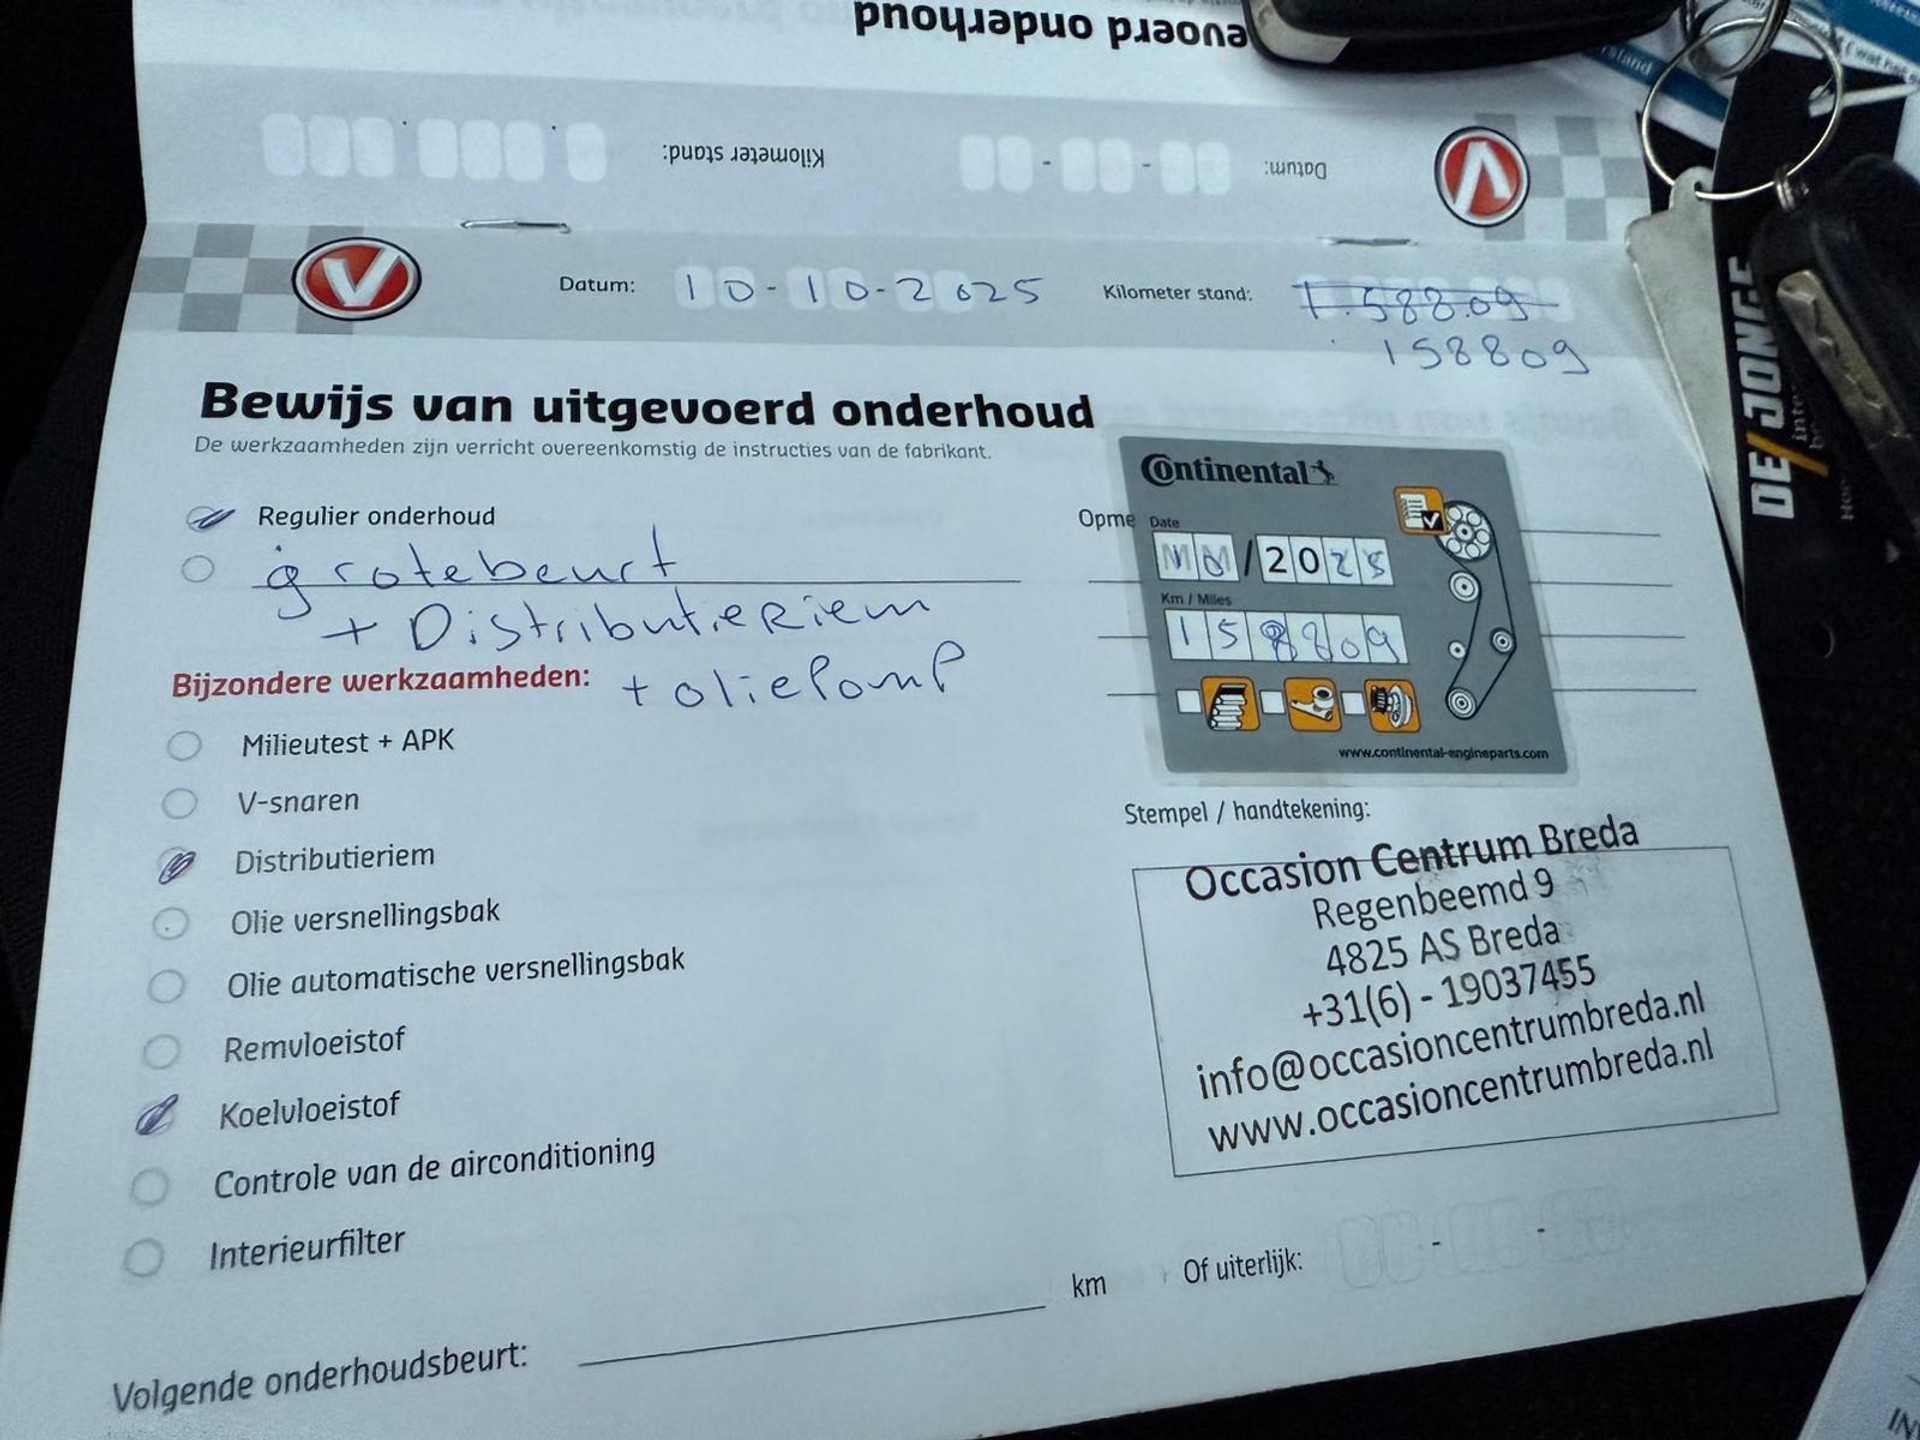 evoerd onderhoud
Kilometer stand:
Datum:
Datum: 10-10-2025
Kilometer stand: 1.588.09
158809
Bewijs van uitgevoerd onderhoud
De werkzaamheden zijn verricht overeenkomstig de instructies van de fabrikant.
Regulier onderhoud
grotebeurt
+ Distributieriem
+ oliePomp
Bijzondere werkzaamheden:
Milieutest + APK
V-snaren
Distributieriem
Olie versnellingsbak
Olie automatische versnellingsbak
Remvloeistof
Koelvloeistof
Controle van de airconditioning
Interieurfilter
Volgende onderhoudsbeurt:
km
Of uiterlijk:
Opme
Continental
Date
/2025
Km / Miles
158809
www.continental-engineparts.com
Stempel / handtekening:
Occasion Centrum Breda
Regenbeemd 9
4825 AS Breda
+31(6) - 19037455
info@occasioncentrumbreda.nl
www.occasioncentrumbreda.nl
DE/JONGE
stand